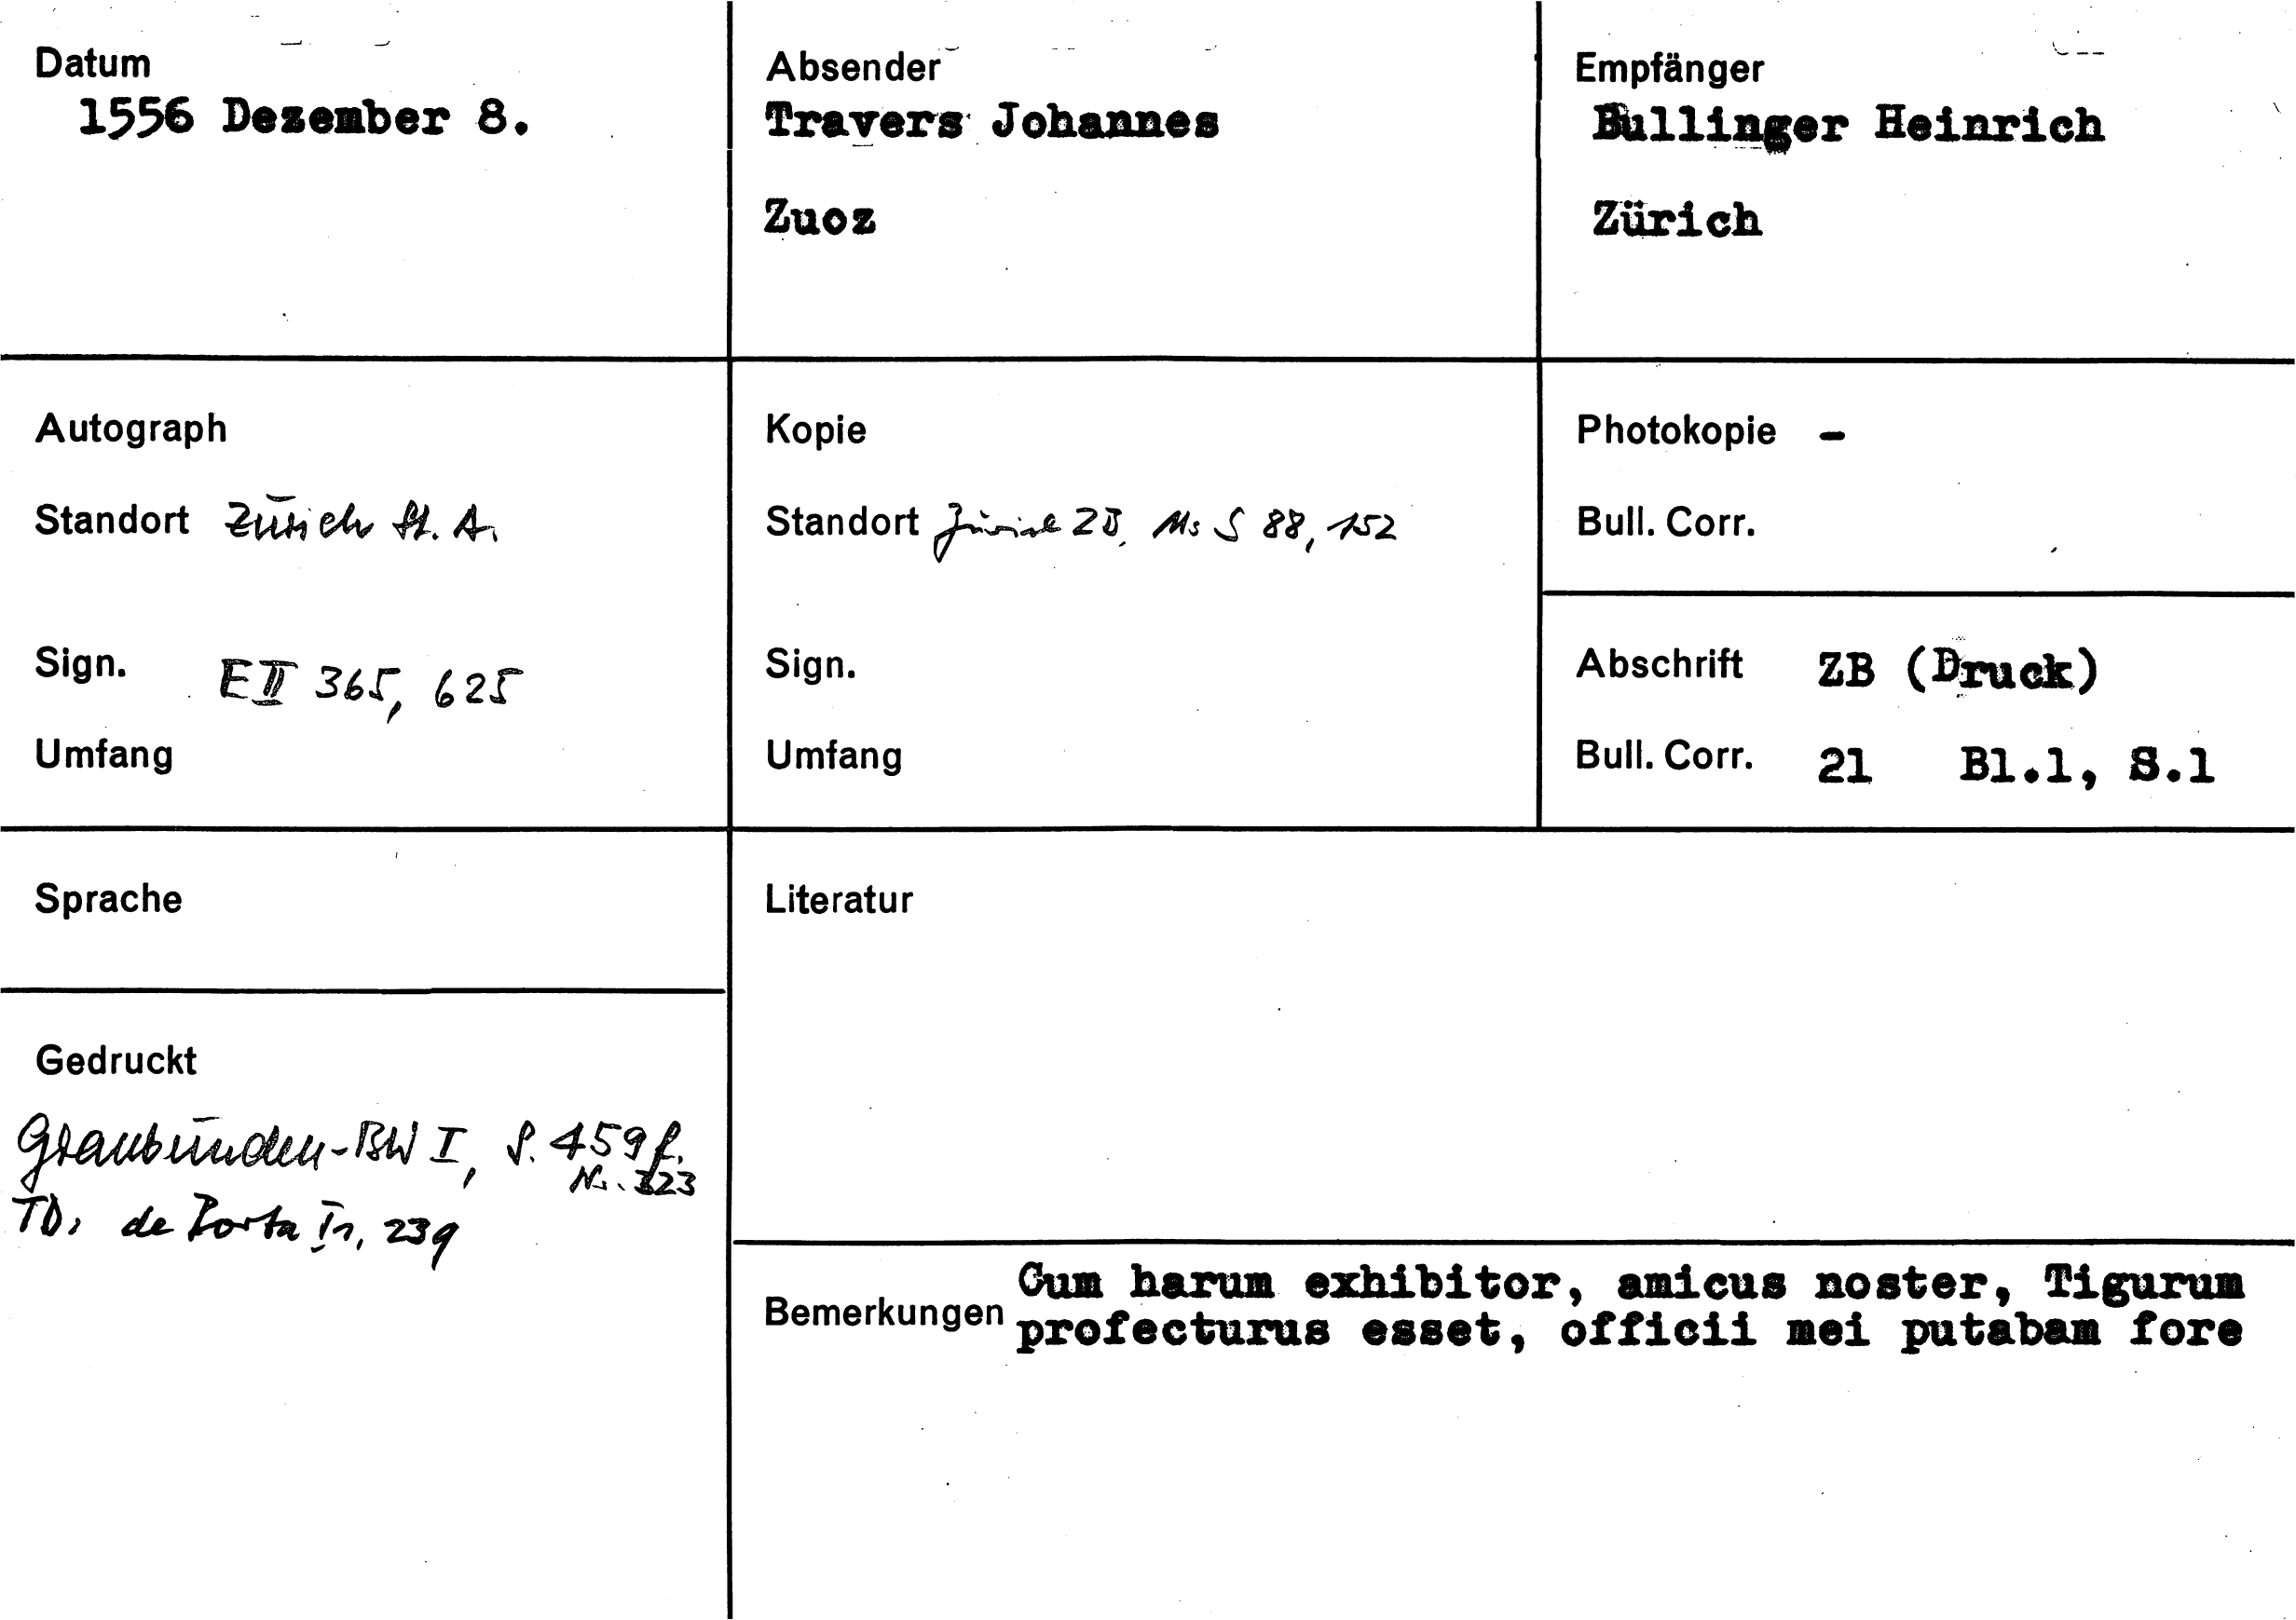 Datum
1556 Dezember 8.
Absender
Travers Johannes
Zuoz
Empfänger
Bullinger Heinrich
Zürich
Autograph
Standort Zürich St. A.
Sign. E II 365, 625
Umfang
Kopie
Standort Zürich ZB, Ms S 88, 152
Sign.
Umfang
Photokopie -
Bull. Corr.
Abschrift ZB (Druck)
Bull. Corr. 21 Bl.1, S.1
Sprache
Gedruckt
Graubünden-BW I, S. 459 f.
Nr. 323
TD: de Porta I1, 239
Literatur
Bemerkungen
Cum harum exhibitor, amicus noster, Tigurum
profecturus esset, officii mei putabam fore